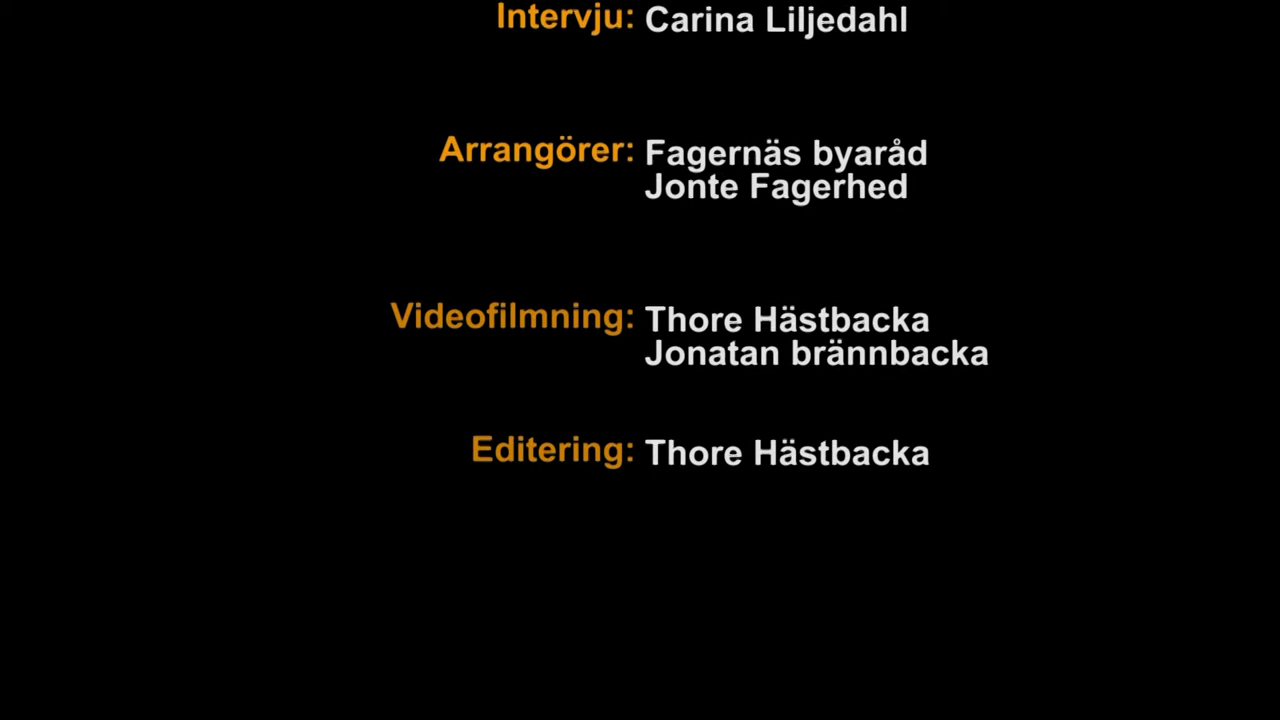 Intervju: Carina Liljedahl
Arrangörer: Fagernäs byaråd
Jonte Fagerhed
Videofilmning: Thore Hästbacka
Jonatan brännbacka
Editering: Thore Hästbacka